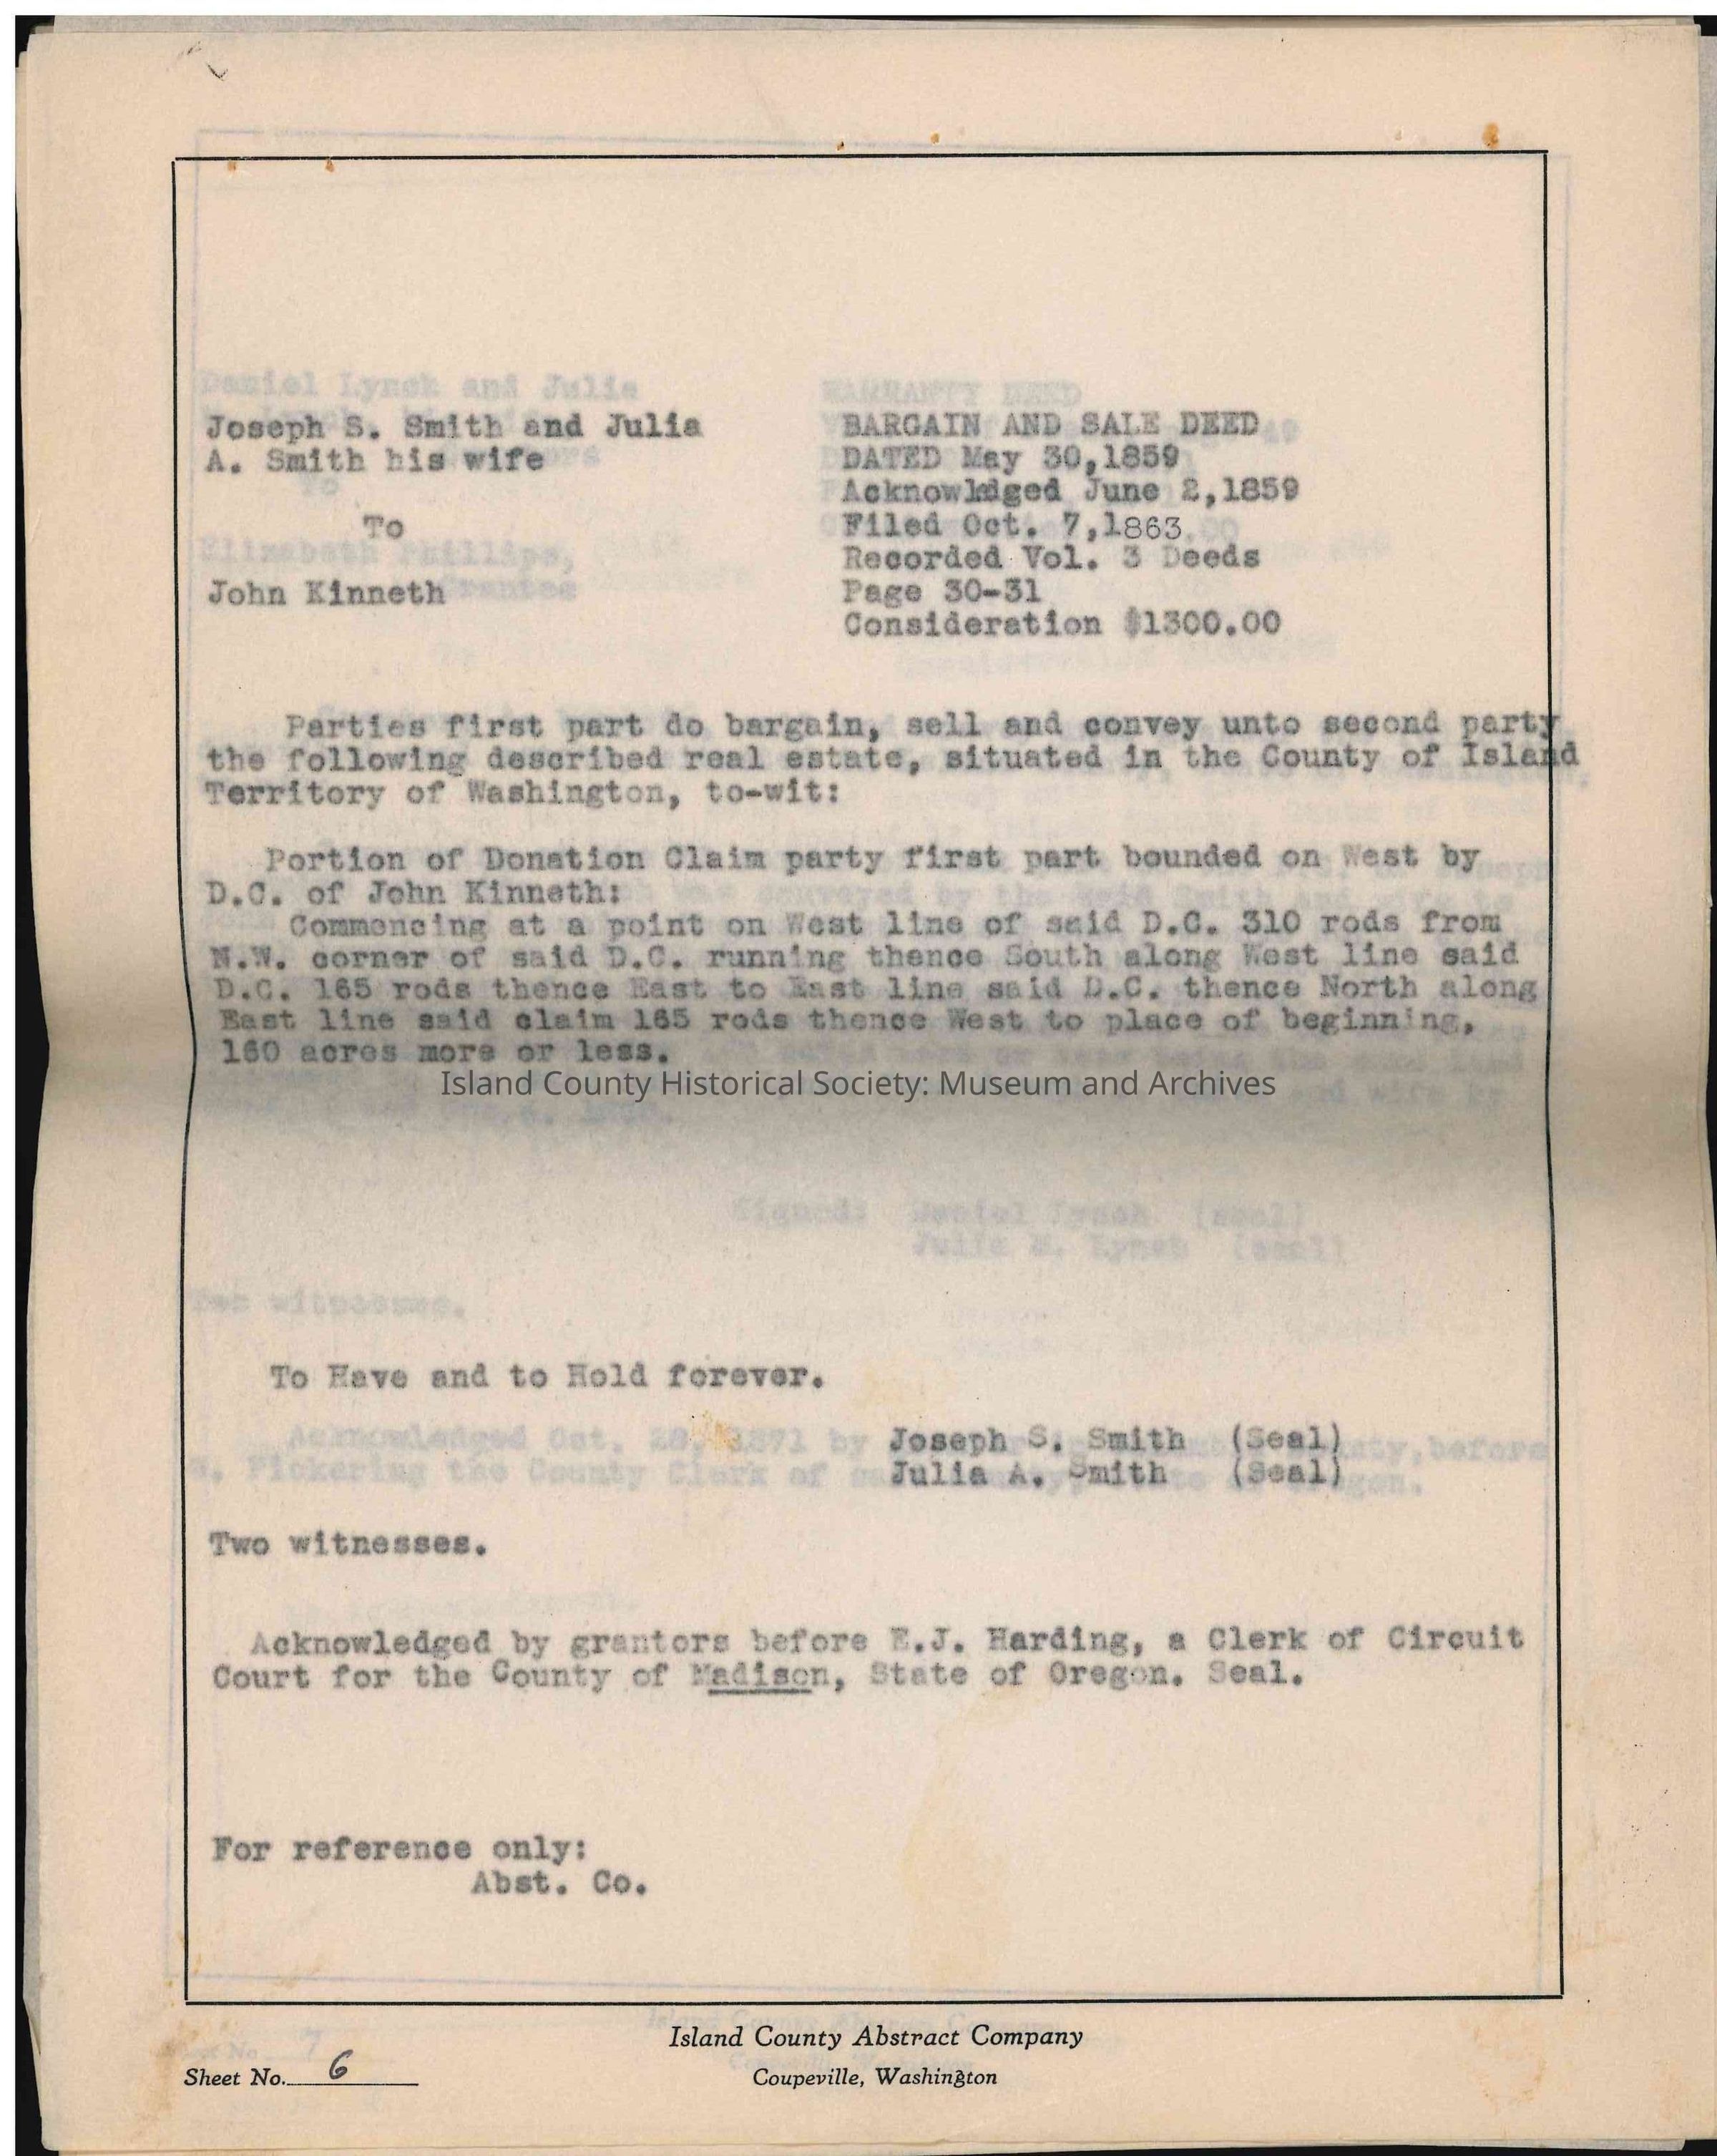 Joseph S. Smith and Julia
A. Smith his wife
To
John Kinneth
BARGAIN AND SALE DEED
DATED May 30,1859
Acknowledged June 2,1859
Filed Oct. 7,1863
Recorded Vol. 3 Deeds
Page 30-31
Consideration $1300.00
Parties first part do bargain, sell and convey unto second party
the following described real estate, situated in the County of Island
Territory of Washington, to-wit:
Portion of Donation Claim party first part bounded on West by
D.C. of John Kinneth:
Commencing at a point on West line of said D.C. 310 rods from
N.W. corner of said D.C. running thence South along West line said
D.C. 165 rods thence East to East line said D.C. thence North along
East line said claim 165 rods thence West to place of beginning,
160 acres more or less.
Island County Historical Society: Museum and Archives
To Have and to Hold forever.
Joseph S. Smith (Seal)
Julia A. Smith (Seal)
Two witnesses.
Acknowledged by grantors before E.J. Harding, a Clerk of Circuit
Court for the County of Madison, State of Oregon. Seal.
For reference only:
Abst. Co.
Island County Abstract Company
Sheet No. 6
Coupeville, Washington